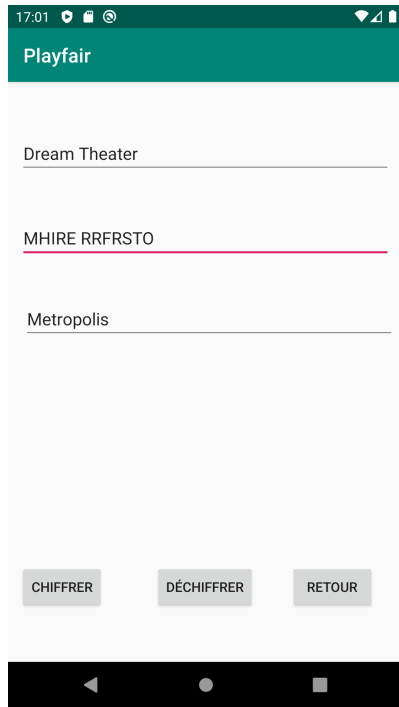 17:01
Playfair
Dream Theater
MHIRE RRFRSTO
Metropolis
CHIFFRER DÉCHIFFRER RETOUR